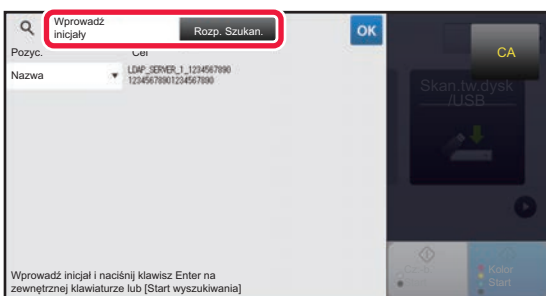 Wprowadź
inicjały
Rozp. Szukan.
OK
CA
Pozyc.
Cel
Nazwa
LDAP_SERVER_1_1234567890
12345678901234567890
Skan.tw.dysk
/USB
Wprowadź inicjał i naciśnij klawisz Enter na
zewnętrznej klawiaturze lub [Start wyszukiwania]
Kolor
Start